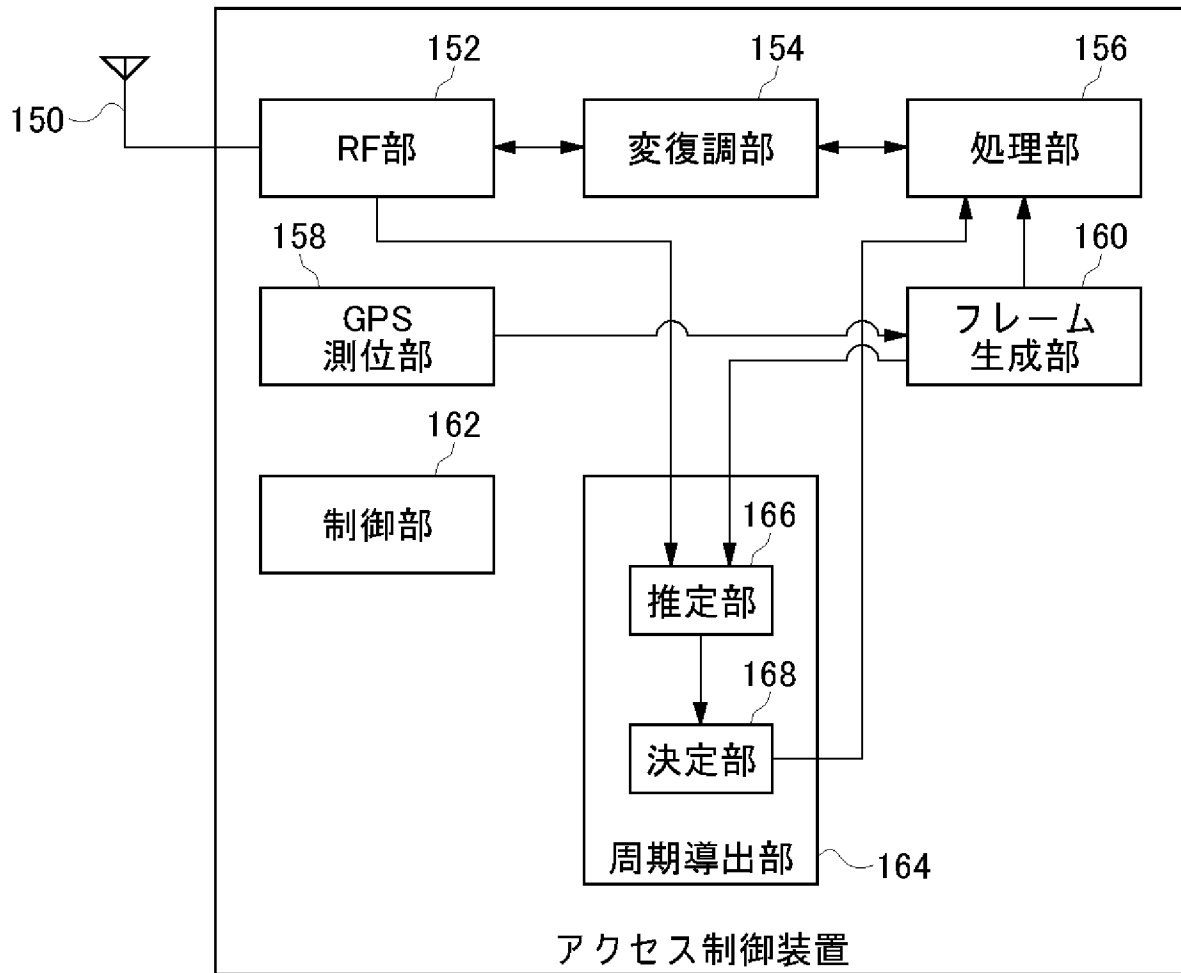 152
154
156
150
RF部
変復調部
処理部
158
160
GPS
測位部
フレーム
生成部
162
制御部
166
推定部
168
決定部
周期導出部
164
アクセス制御装置